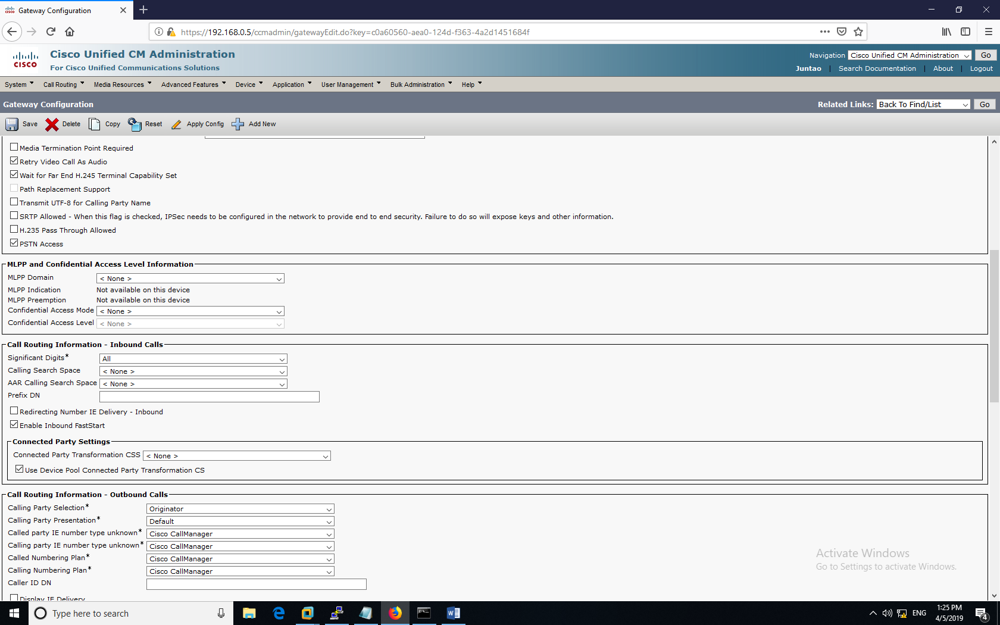 Gateway Configuration
https://192.168.0.5/ccmadmin/gatewayEdit.do?key=c0a60560-aea0-124d-f363-4a2d1451684f
CISCO
Cisco Unified CM Administration
For Cisco Unified Communications Solutions
Navigation Cisco Unified CM Administration Go
Juntao | Search Documentation | About | Logout
System Call Routing Media Resources Advanced Features Device Application User Management Bulk Administration Help
Gateway Configuration
Related Links: Back To Find/List Go
Save Delete Copy Reset Apply Config Add New
Media Termination Point Required
Retry Video Call As Audio
Wait for Far End H.245 Terminal Capability Set
Path Replacement Support
Transmit UTF-8 for Calling Party Name
SRTP Allowed - When this flag is checked, IPSec needs to be configured in the network to provide end to end security. Failure to do so will expose keys and other information.
H.235 Pass Through Allowed
PSTN Access
MLPP and Confidential Access Level Information
MLPP Domain < None >
MLPP Indication Not available on this device
MLPP Preemption Not available on this device
Confidential Access Mode < None >
Confidential Access Level < None >
Call Routing Information - Inbound Calls
Significant Digits* All
Calling Search Space < None >
AAR Calling Search Space < None >
Prefix DN
Redirecting Number IE Delivery - Inbound
Enable Inbound FastStart
Connected Party Settings
Connected Party Transformation CSS < None >
Use Device Pool Connected Party Transformation CS
Call Routing Information - Outbound Calls
Calling Party Selection* Originator
Calling Party Presentation* Default
Called party IE number type unknown* Cisco CallManager
Calling party IE number type unknown* Cisco CallManager
Called Numbering Plan* Cisco CallManager
Calling Numbering Plan* Cisco CallManager
Caller ID DN
Display IE Delivery
Activate Windows
Go to Settings to activate Windows.
Type here to search
ENG
1:25 PM
4/5/2019
4